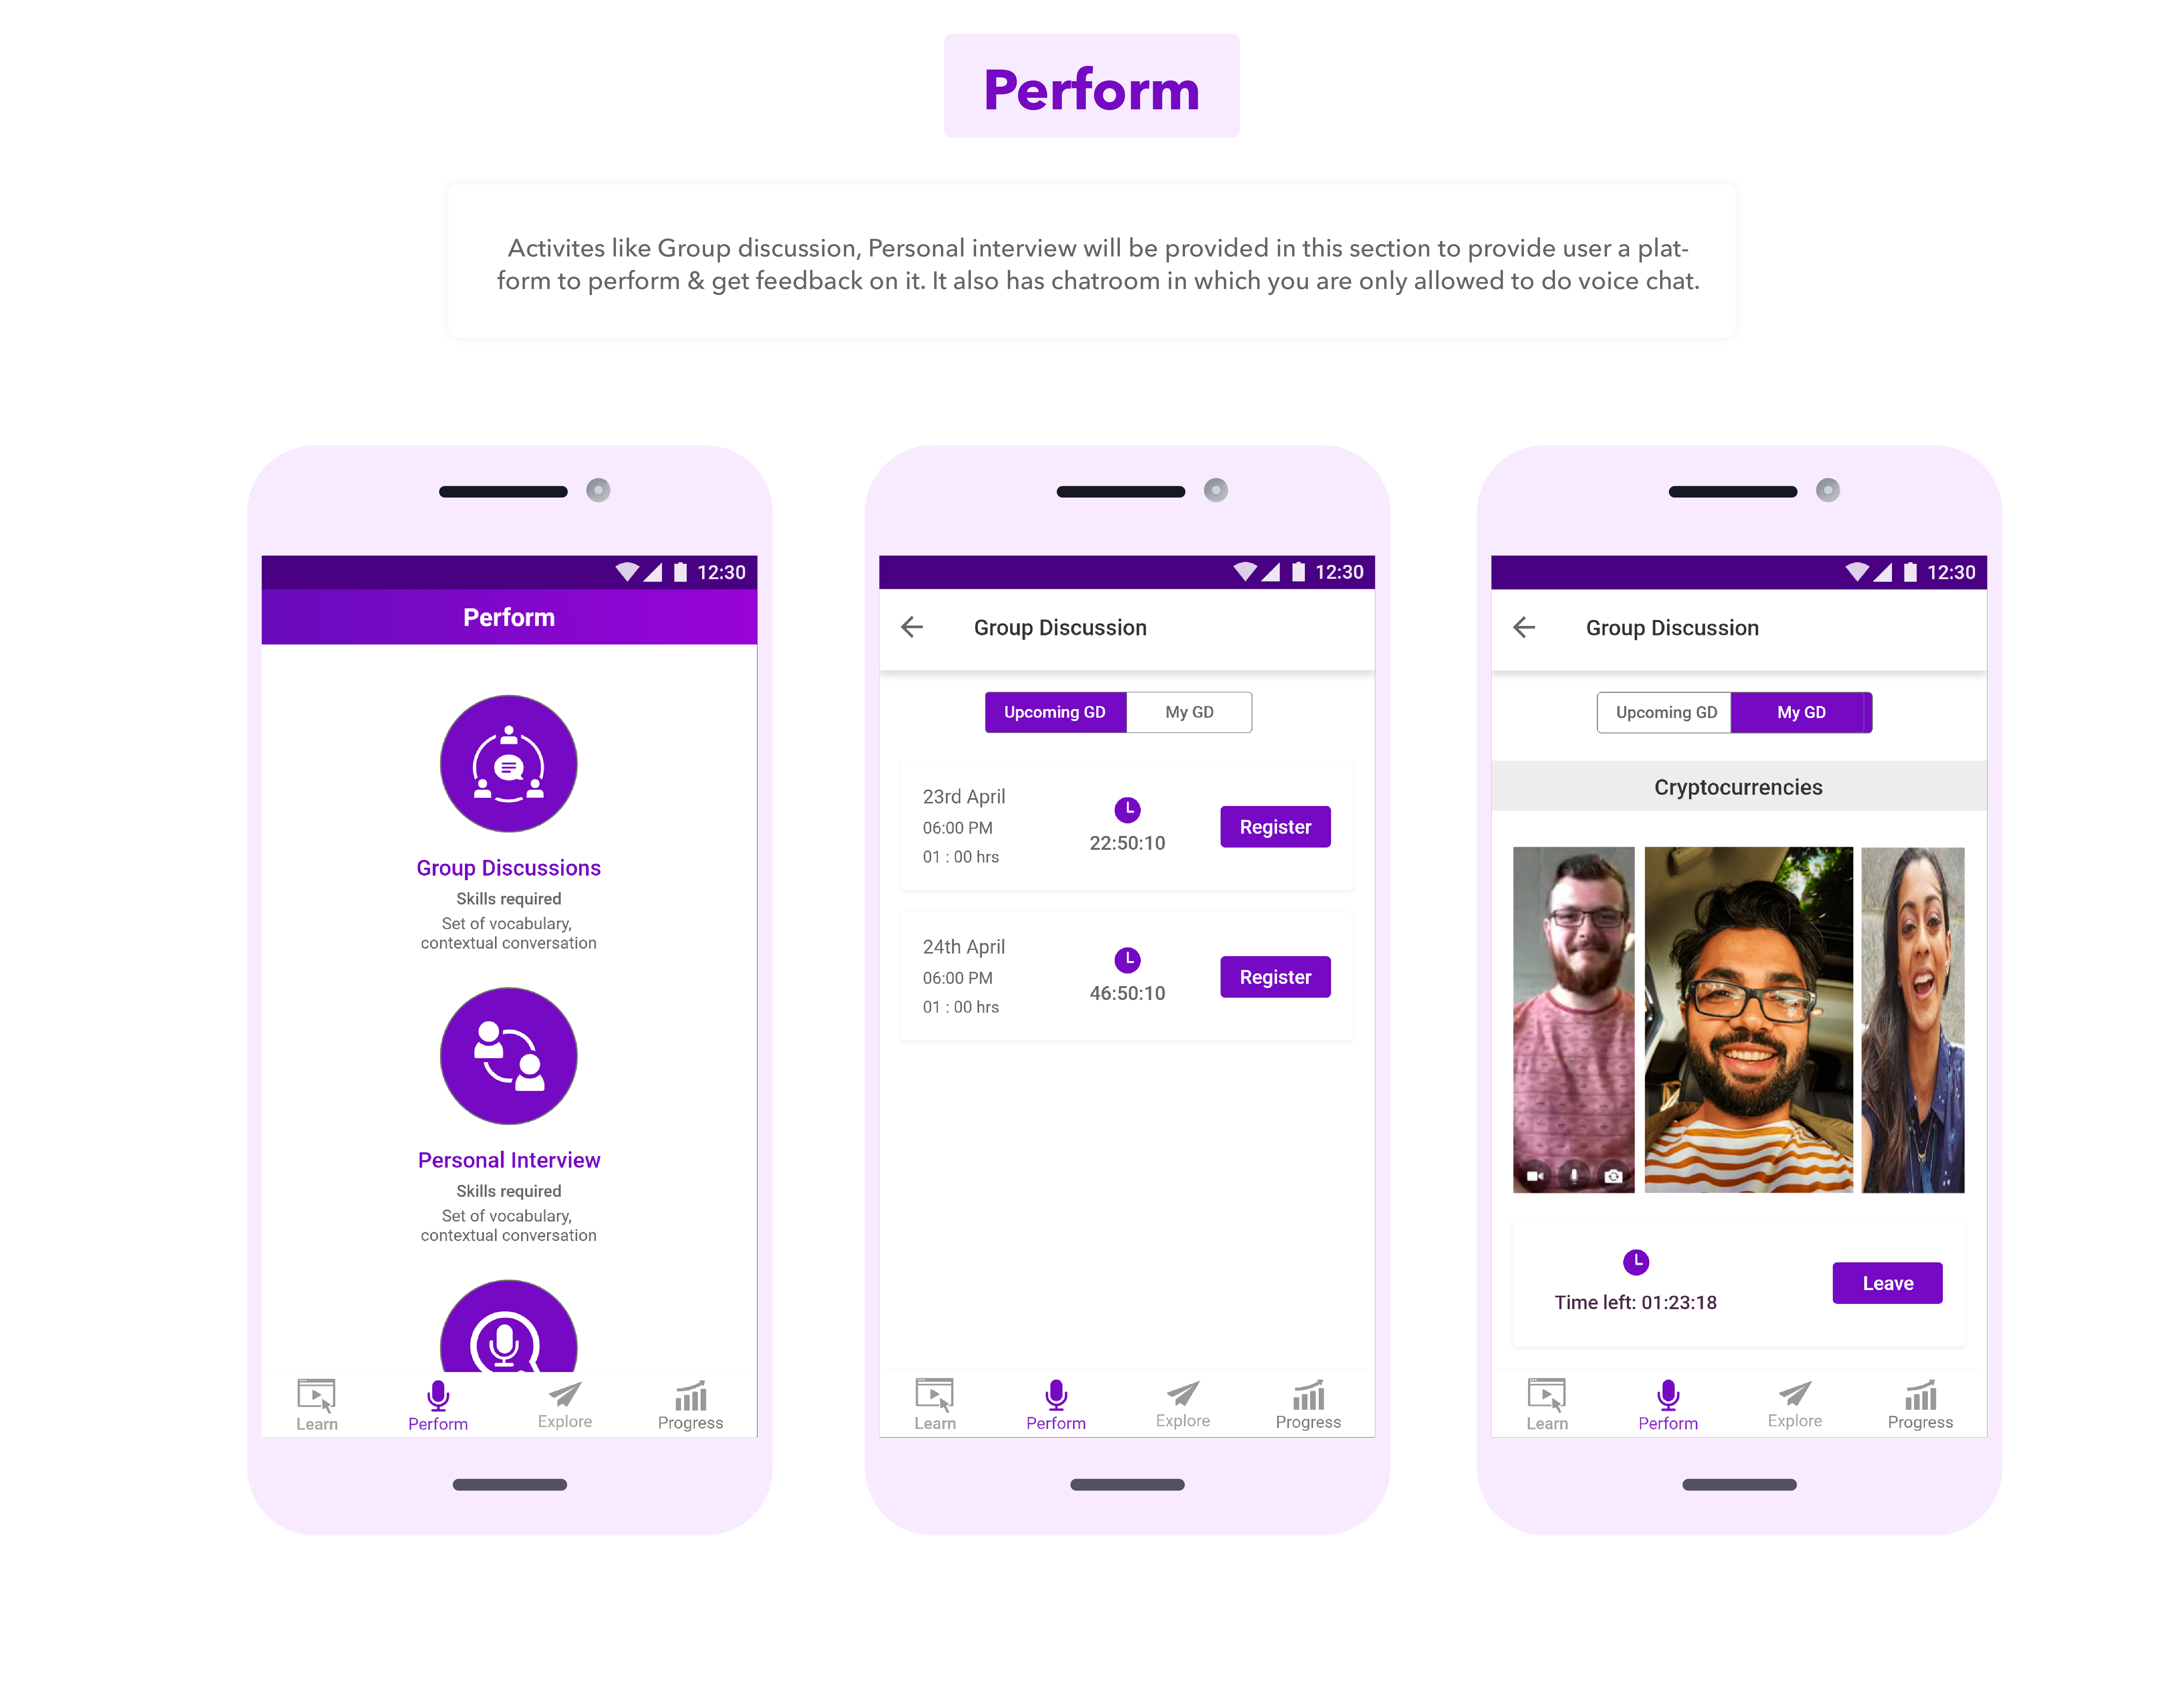 Perform
Activites like Group discussion, Personal interview will be provided in this section to provide user a plat-
form to perform & get feedback on it. It also has chatroom in which you are only allowed to do voice chat.
12:30
Perform
Group Discussions
Skills required
Set of vocabulary,
contextual conversation
Personal Interview
Skills required
Set of vocabulary,
contextual conversation
Learn
Perform
Explore
Progress
12:30
Group Discussion
Upcoming GD
My GD
23rd April
06:00 PM
01 : 00 hrs
22:50:10
Register
24th April
06:00 PM
01 : 00 hrs
46:50:10
Register
Learn
Perform
Explore
Progress
12:30
Group Discussion
Upcoming GD
My GD
Cryptocurrencies
Time left: 01:23:18
Leave
Learn
Perform
Explore
Progress